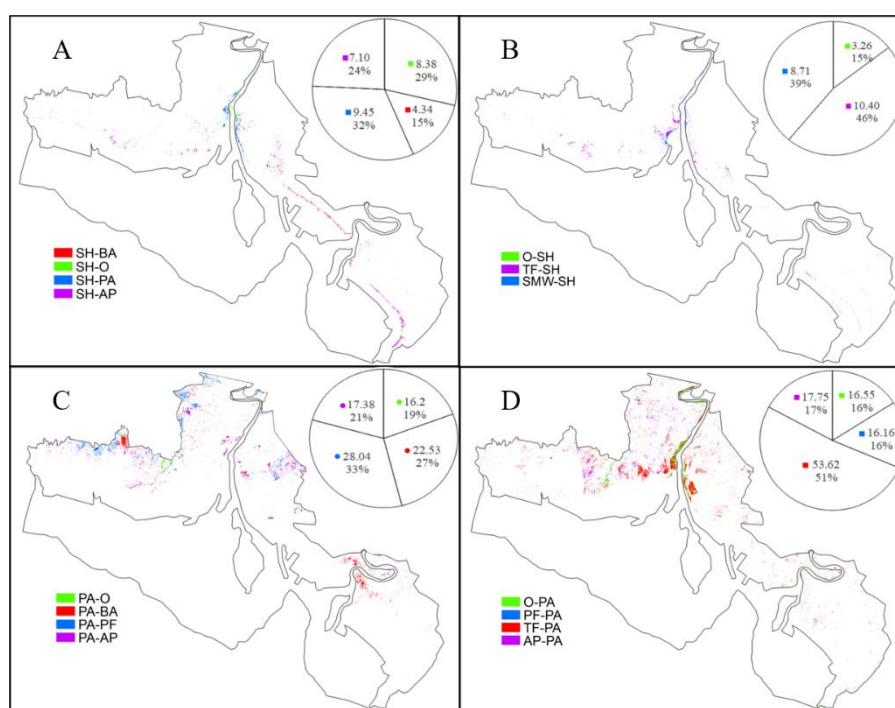 A
7.10
24%
8.38
29%
9.45
32%
4.34
15%
SH-BA
SH-O
SH-PA
SH-AP
B
3.26
15%
8.71
39%
10.40
46%
O-SH
TF-SH
SMW-SH
C
17.38
21%
16.2
19%
28.04
33%
22.53
27%
PA-O
PA-BA
PA-PF
PA-AP
D
17.75
17%
16.55
16%
16.16
16%
53.62
51%
O-PA
PF-PA
TF-PA
AP-PA